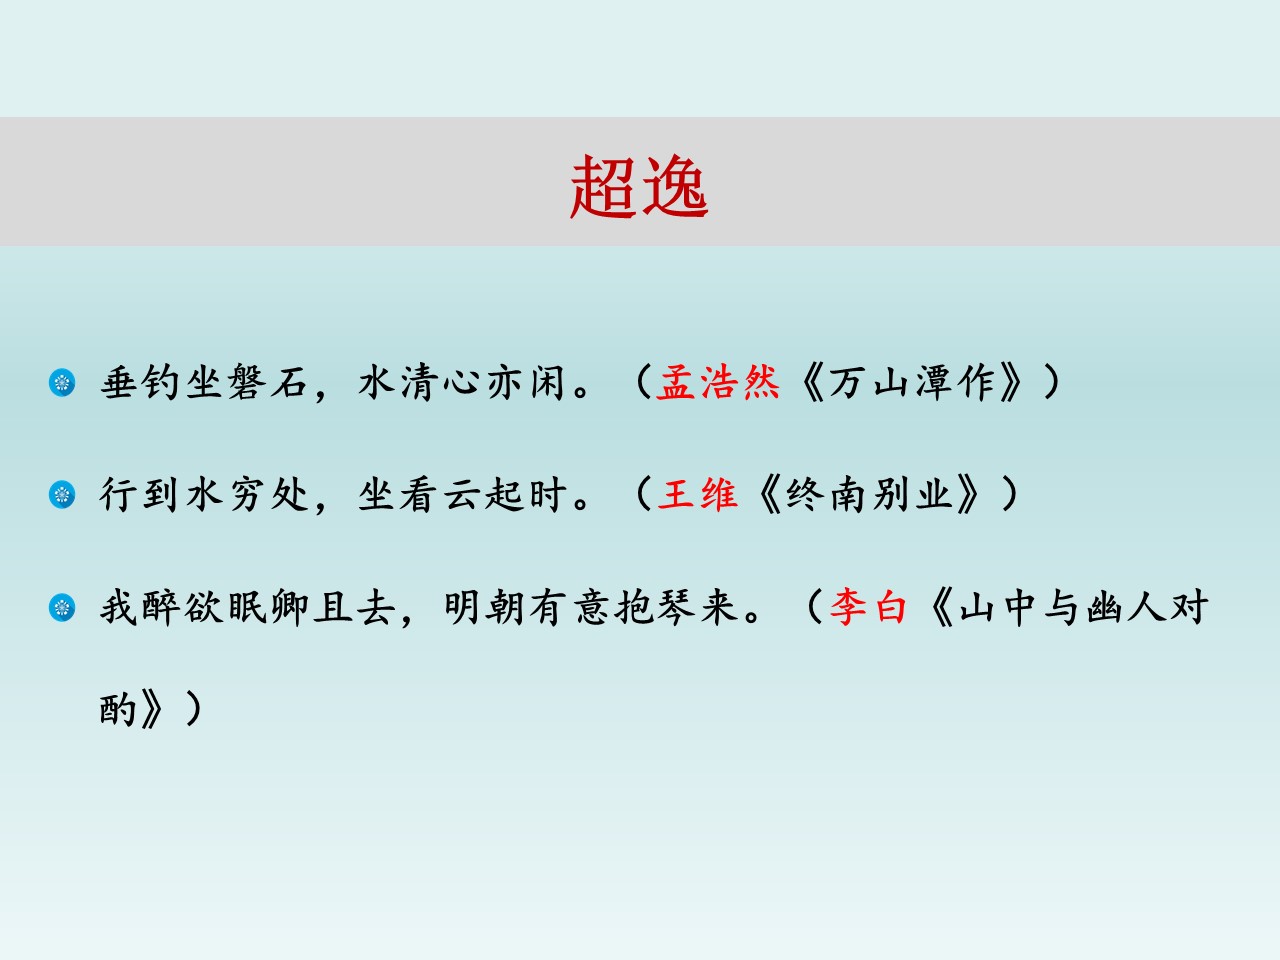 超逸
垂钓坐磐石，水清心亦闲。（孟浩然《万山潭作》）
行到水穷处，坐看云起时。（王维《终南别业》）
我醉欲眠卿且去，明朝有意抱琴来。（李白《山中与幽人对
酌》）